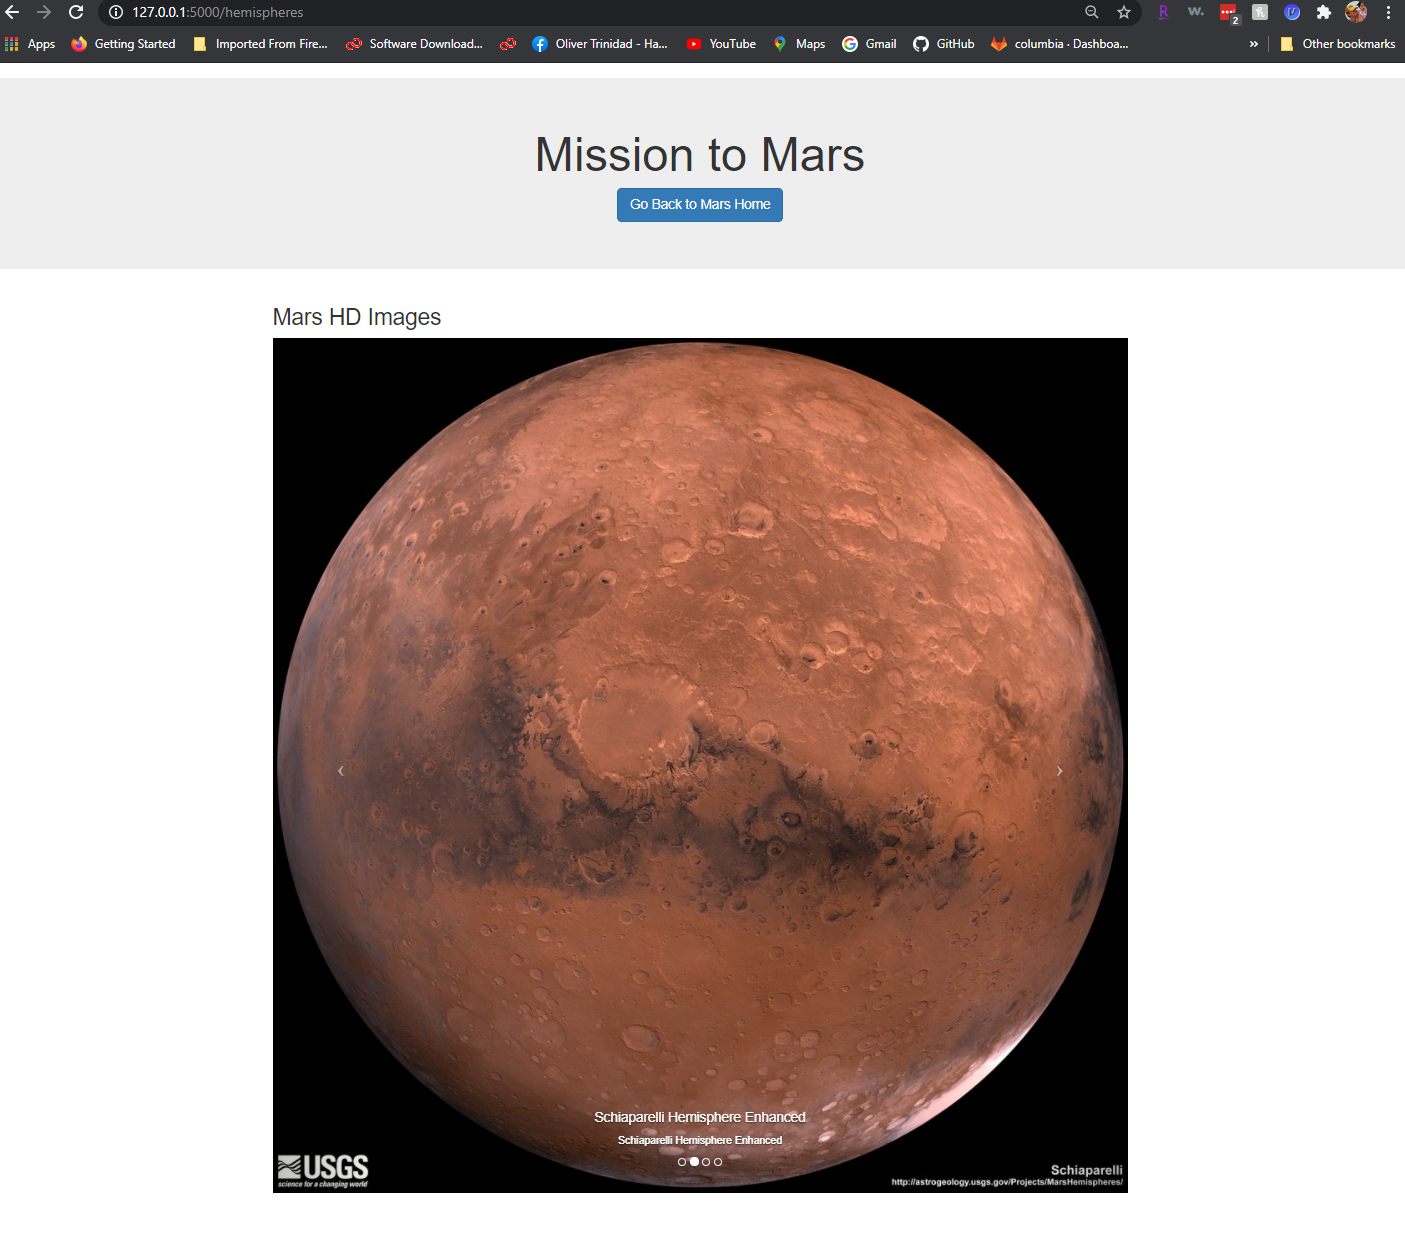 127.0.0.1:5000/hemispheres
R w. 2
Apps Getting Started Imported From Fire... Software Download... Oliver Trinidad - Ha... YouTube Maps Gmail GitHub columbia · Dashboa... » Other bookmarks
Mission to Mars
Go Back to Mars Home
Mars HD Images
‹ ›
Schiaparelli Hemisphere Enhanced
Schiaparelli Hemisphere Enhanced
USGS
science for a changing world
Schiaparelli
http://astrogeology.usgs.gov/Projects/MarsHemispheres/